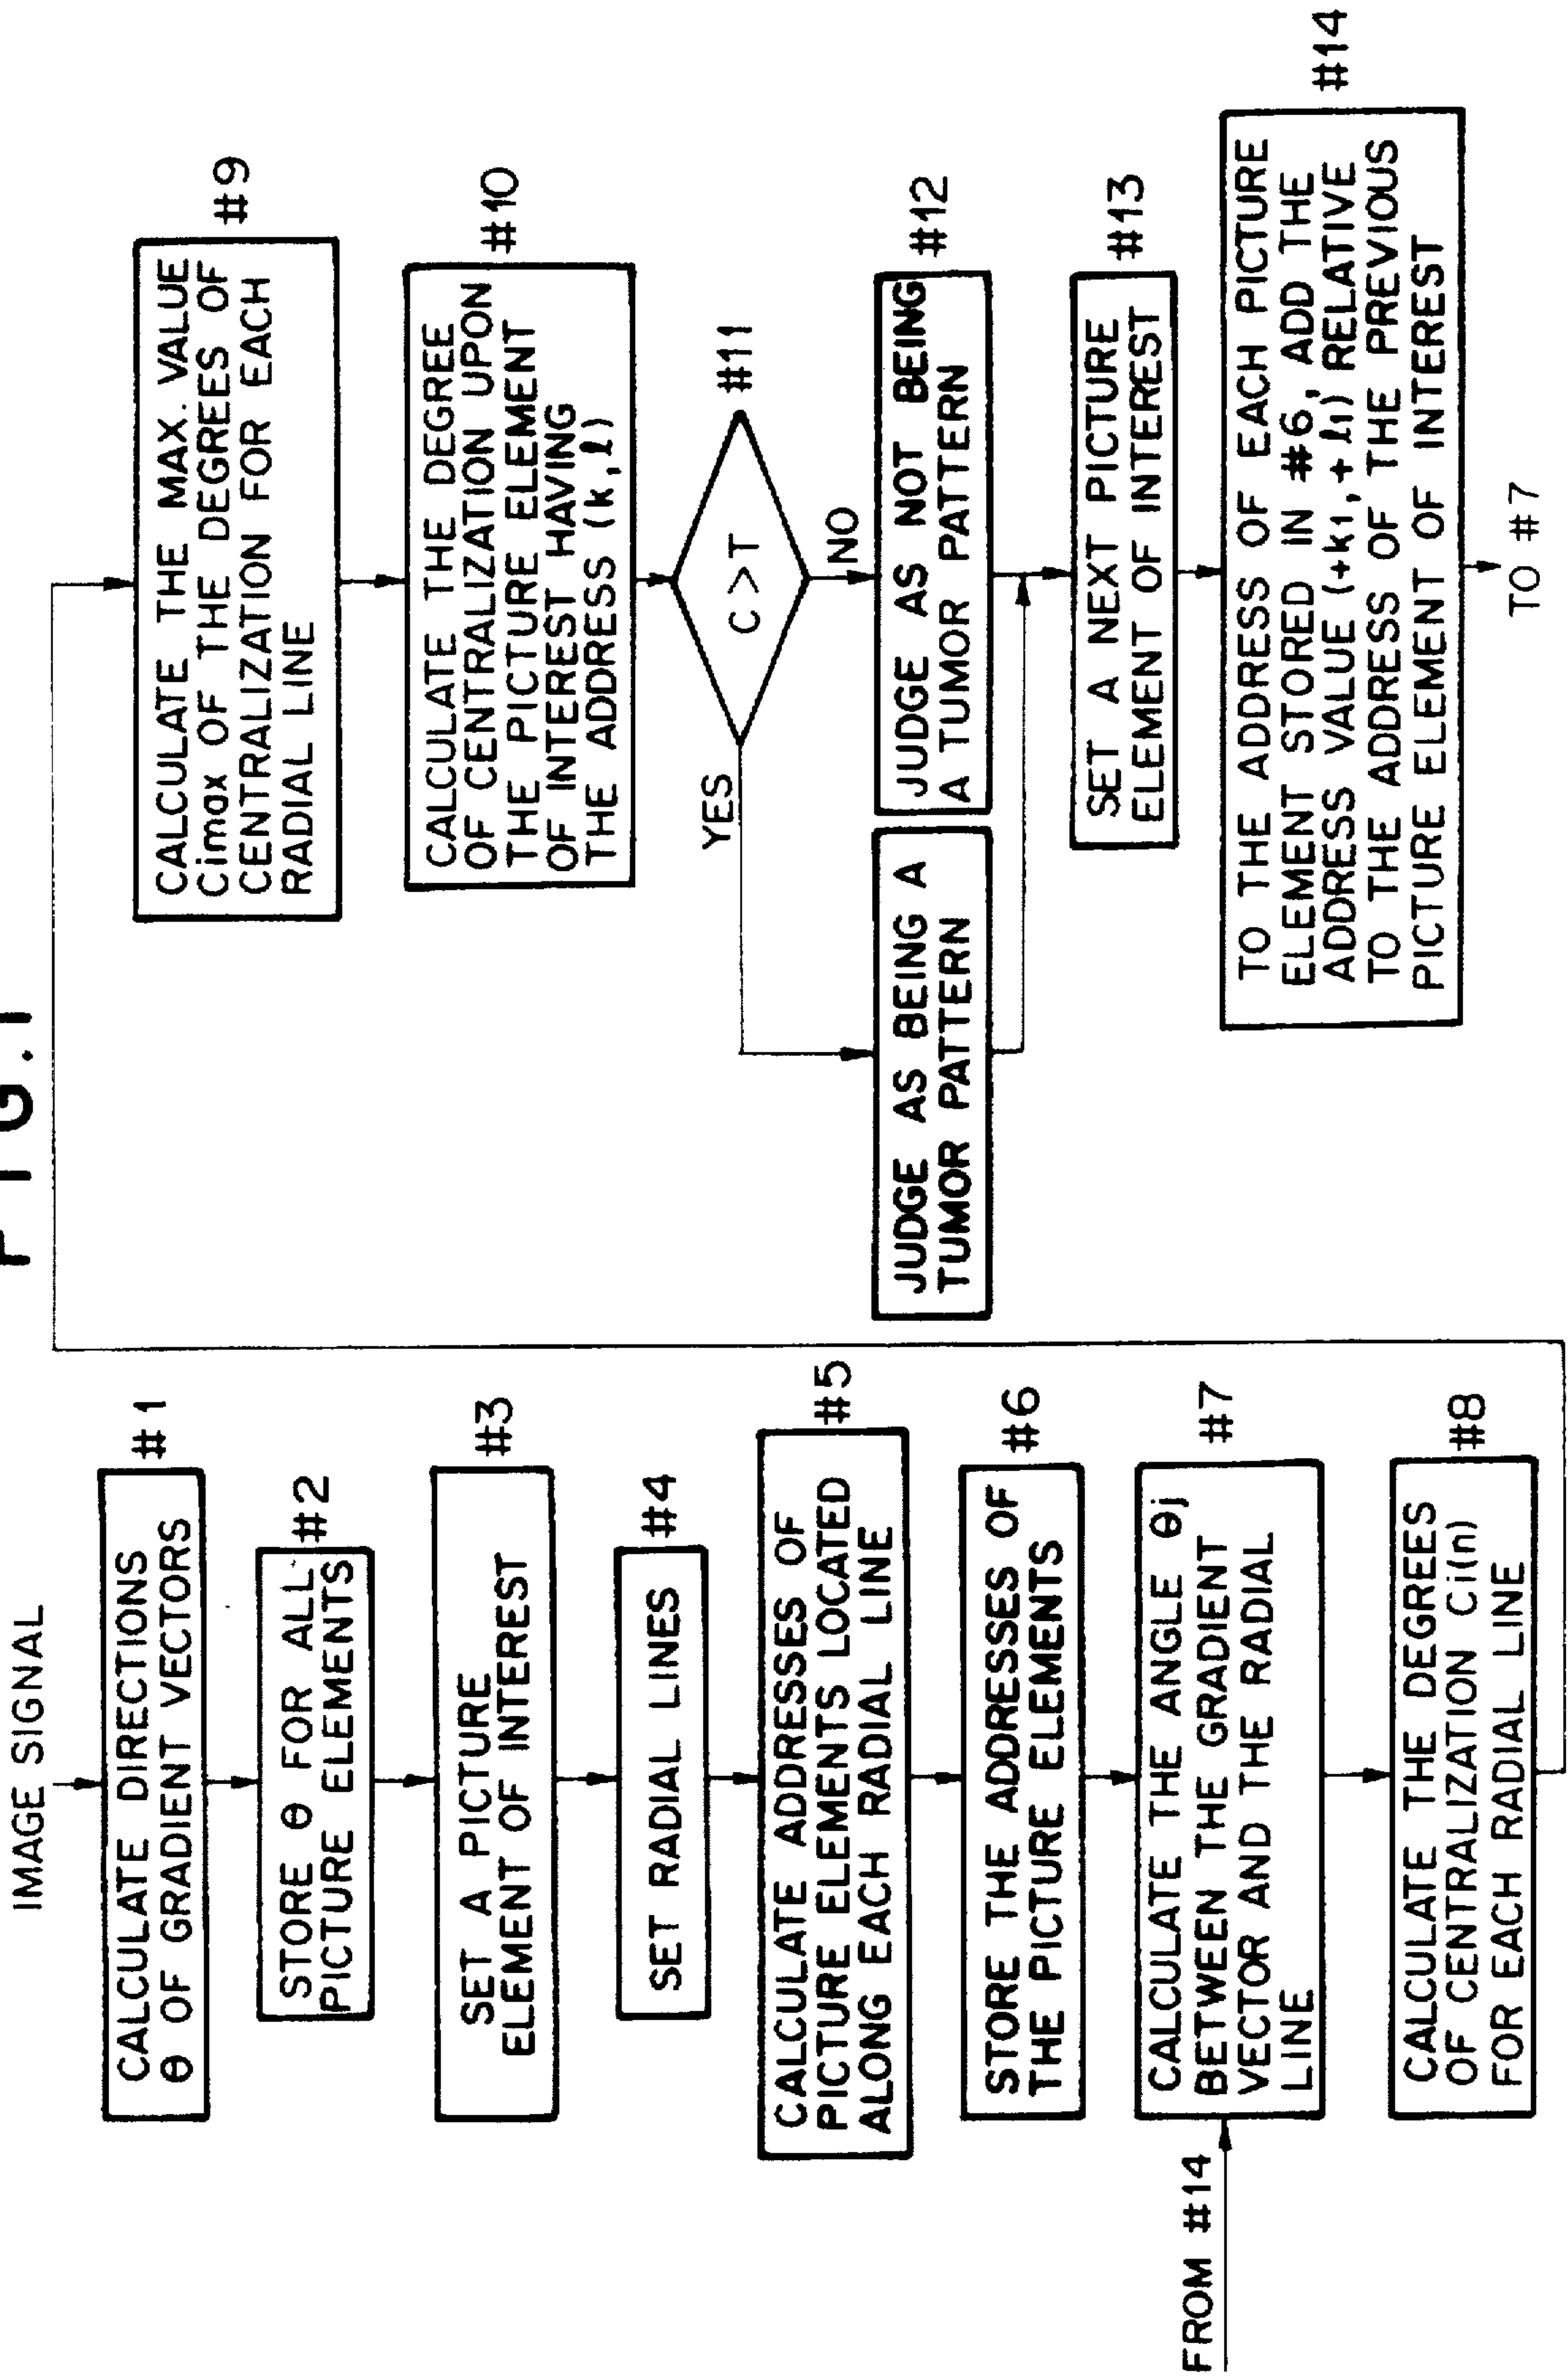 FIG.1
IMAGE SIGNAL
CALCULATE DIRECTIONS
θ OF GRADIENT VECTORS
#1
STORE θ FOR ALL
PICTURE ELEMENTS
#2
SET A PICTURE
ELEMENT OF INTEREST
#3
SET RADIAL LINES
#4
CALCULATE ADDRESSES OF
PICTURE ELEMENTS LOCATED
ALONG EACH RADIAL LINE
#5
STORE THE ADDRESSES OF
THE PICTURE ELEMENTS
#6
FROM #14
CALCULATE THE ANGLE θj
BETWEEN THE GRADIENT
VECTOR AND THE RADIAL
LINE
#7
CALCULATE THE DEGREES
OF CENTRALIZATION Ci(n)
FOR EACH RADIAL LINE
#8
CALCULATE THE MAX. VALUE
Cimax OF THE DEGREES OF
CENTRALIZATION FOR EACH
RADIAL LINE
#9
CALCULATE THE DEGREE
OF CENTRALIZATION UPON
THE PICTURE ELEMENT
OF INTEREST HAVING
THE ADDRESS (k, ℓ)
#10
C > T
#11
YES
NO
JUDGE AS BEING A
TUMOR PATTERN
JUDGE AS NOT BEING
A TUMOR PATTERN
#12
SET A NEXT PICTURE
ELEMENT OF INTEREST
#13
TO THE ADDRESS OF EACH PICTURE
ELEMENT STORED IN #6, ADD THE
ADDRESS VALUE (+k1, +ℓ1) RELATIVE
TO THE ADDRESS OF THE PREVIOUS
PICTURE ELEMENT OF INTEREST
#14
TO #7